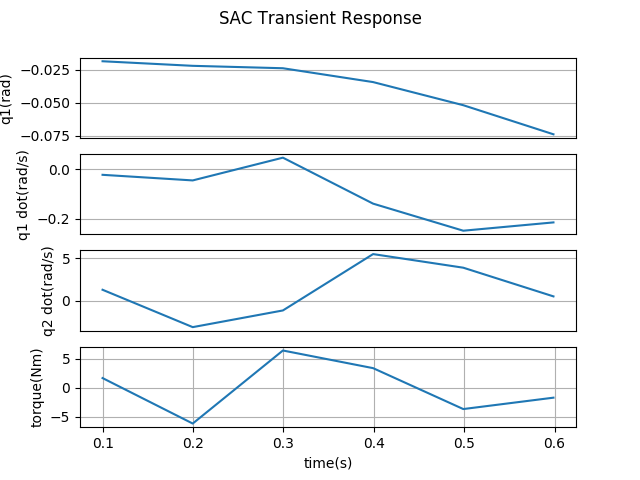 SAC Transient Response
q1(rad)
−0.025
−0.050
−0.075
q1 dot(rad/s)
0.0
−0.2
q2 dot(rad/s)
5
0
torque(Nm)
5
0
−5
0.1 0.2 0.3 0.4 0.5 0.6
time(s)